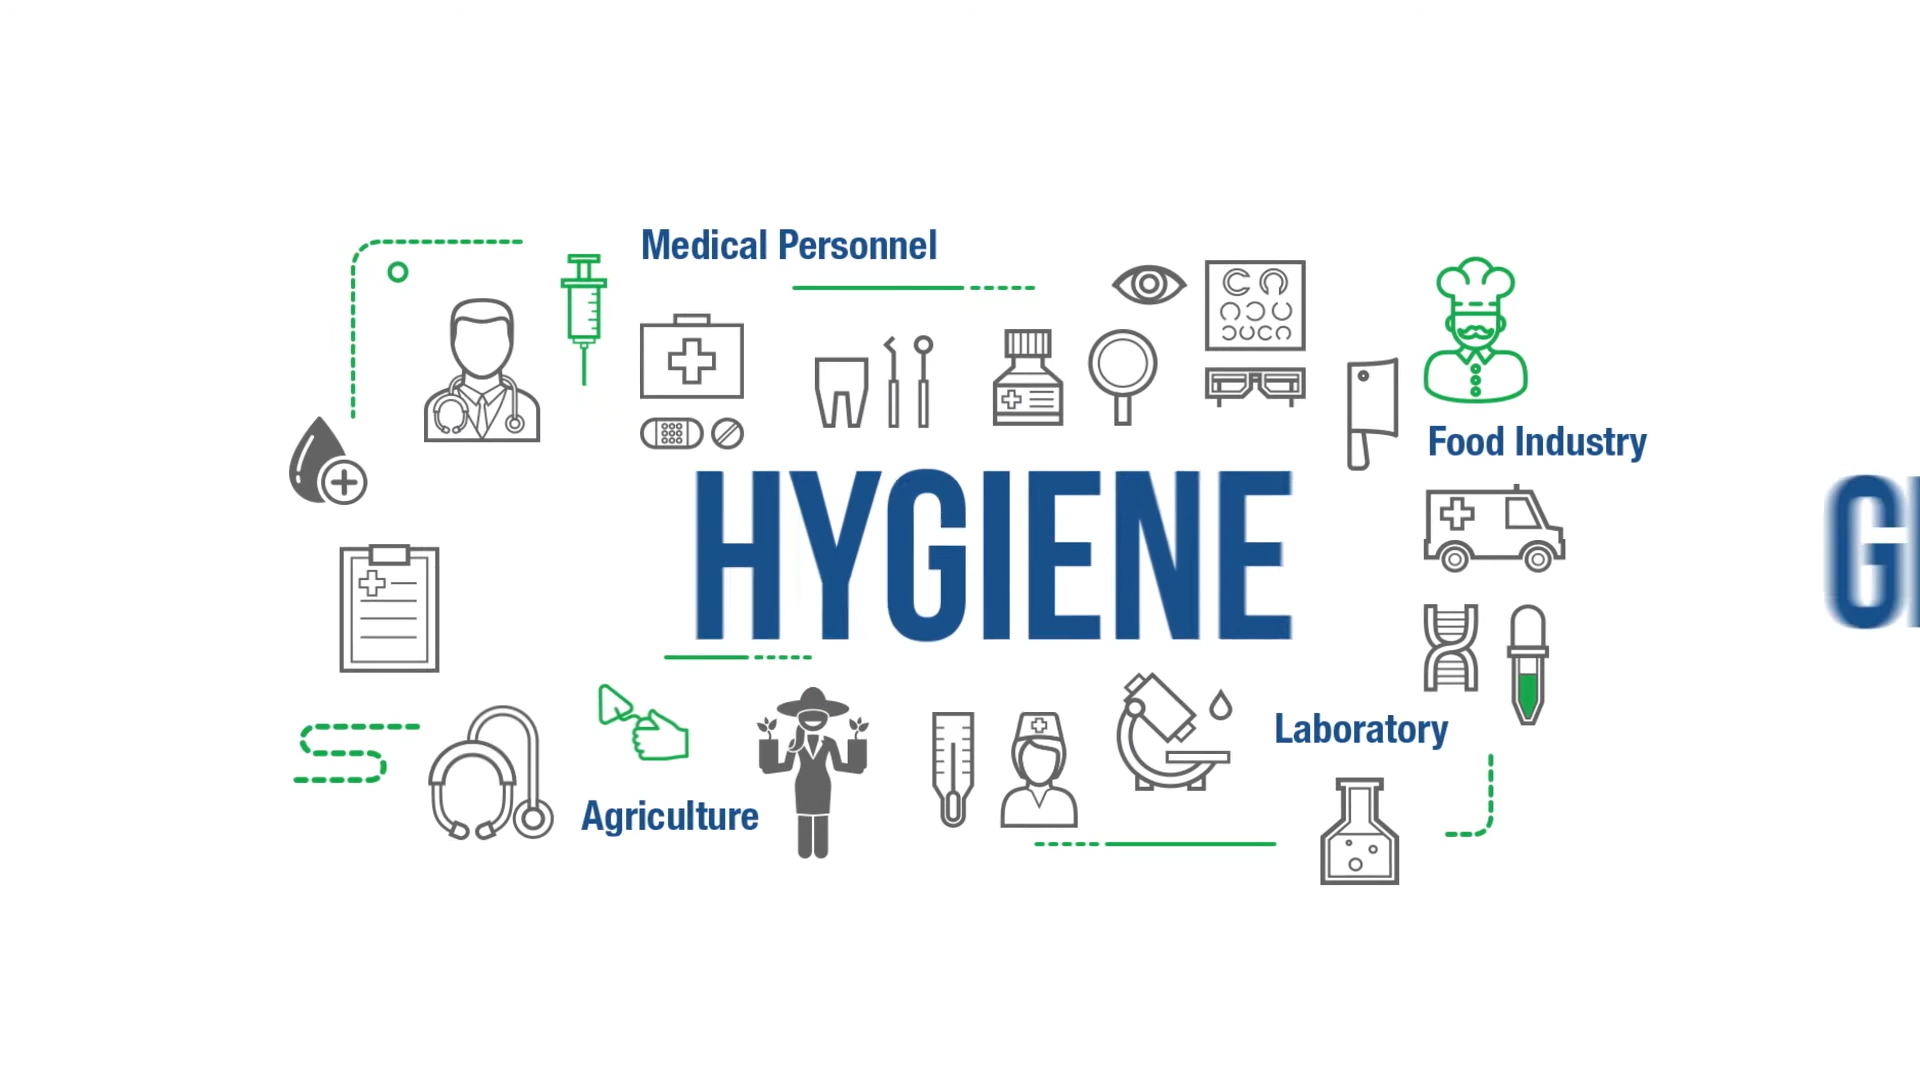 Medical Personnel
Food Industry
HYGIENE
Laboratory
Agriculture